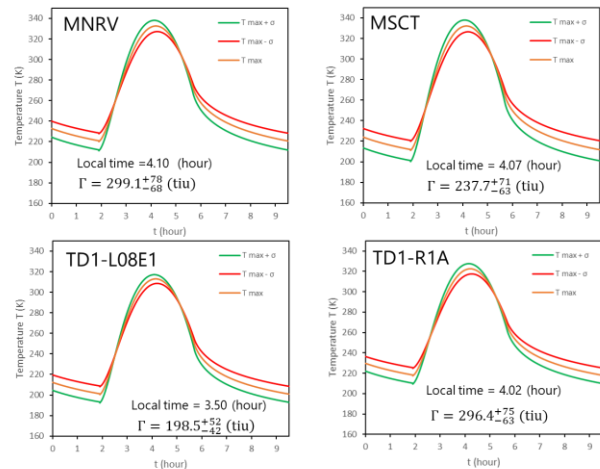 MNRV
Temperature T (K)
340
320
300
280
260
240
220
200
180
160
T max + σ
T max - σ
T max
Local time =4.10 (hour)
Γ = 299.1 +78 −68 (tiu)
0 1 2 3 4 5 6 7 8 9
t (hour)
MSCT
Temperature T (K)
340
320
300
280
260
240
220
200
180
160
T max + σ
T max - σ
T max
Local time = 4.07 (hour)
Γ = 237.7 +71 −63 (tiu)
0 1 2 3 4 5 6 7 8 9
t (hour)
TD1-L08E1
Temperature T (K)
340
320
300
280
260
240
220
200
180
160
T max + σ
T max - σ
T max
Local time = 3.50 (hour)
Γ = 198.5 +52 −42 (tiu)
0 1 2 3 4 5 6 7 8 9
t (hour)
TD1-R1A
Temperature T (K)
340
320
300
280
260
240
220
200
180
160
T max + σ
T max - σ
T max
Local time = 4.02 (hour)
Γ = 296.4 +75 −63 (tiu)
0 1 2 3 4 5 6 7 8 9
t (hour)